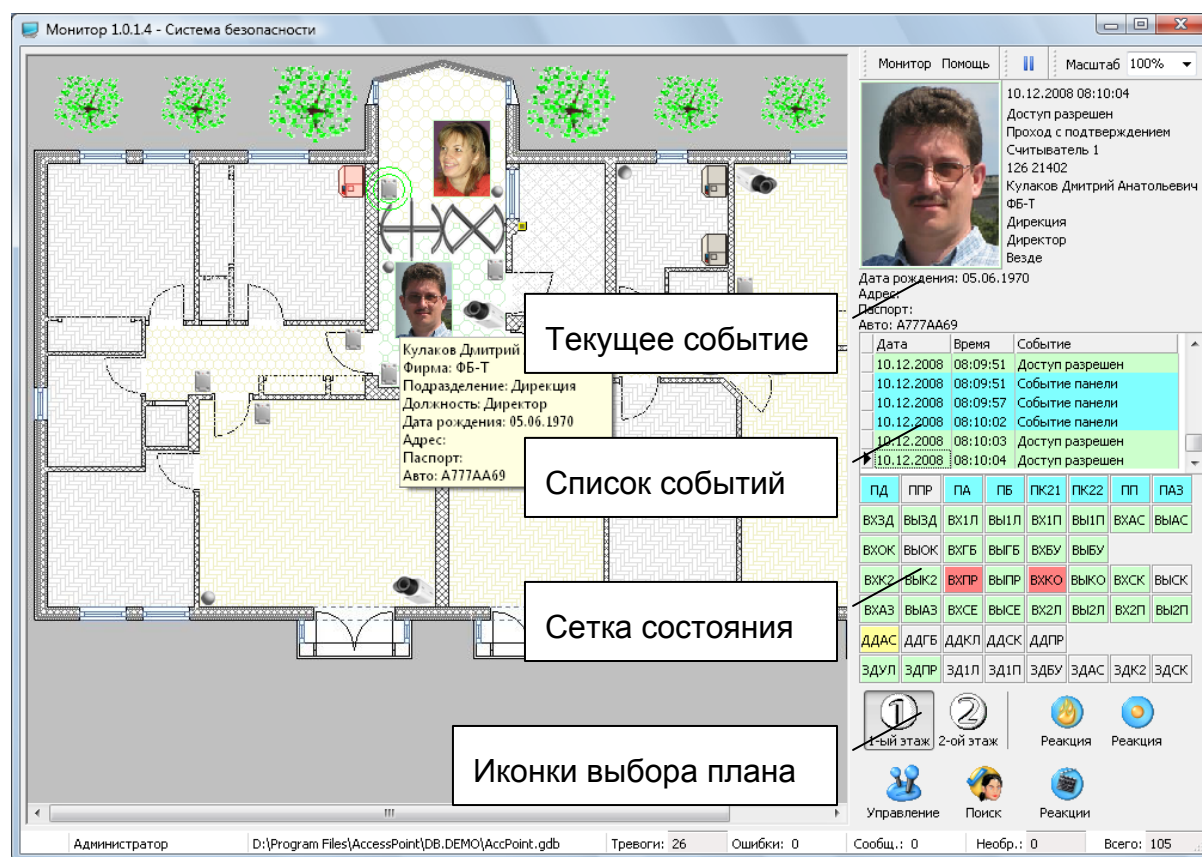 Монитор 1.0.1.4 - Система безопасности
Монитор Помощь Масштаб 100%
10.12.2008 08:10:04
Доступ разрешен
Проход с подтверждением
Считыватель 1
126 21402
Кулаков Дмитрий Анатольевич
ФБ-Т
Дирекция
Директор
Везде
Дата рождения: 05.06.1970
Адрес:
Паспорт:
Авто: А777АА69
Кулаков Дмитрий
Фирма: ФБ-Т
Подразделение: Дирекция
Должность: Директор
Дата рождения: 05.06.1970
Адрес:
Паспорт:
Авто: А777АА69
Текущее событие
Список событий
Сетка состояния
Иконки выбора плана
Дата Время Событие
10.12.2008 08:09:51 Доступ разрешен
10.12.2008 08:09:51 Событие панели
10.12.2008 08:09:57 Событие панели
10.12.2008 08:10:02 Событие панели
10.12.2008 08:10:03 Доступ разрешен
10.12.2008 08:10:04 Доступ разрешен
ПД ППР ПА ПБ ПК21 ПК22 ПП ПАЗ
ВХЗД ВЫЗД ВХ1Л ВЫ1Л ВХ1П ВЫ1П ВХАС ВЫАС
ВХОК ВЫОК ВХГБ ВЫГБ ВХБУ ВЫБУ
ВХК2 ВЫК2 ВХПР ВЫПР ВХКО ВЫКО ВХСК ВЫСК
ВХАЗ ВЫАЗ ВХСЕ ВЫСЕ ВХ2Л ВЫ2Л ВХ2П ВЫ2П
ДДАС ДДГБ ДДКЛ ДДСК ДДПР
ЗДУЛ ЗДПР ЗД1Л ЗД1П ЗДБУ ЗДАС ЗДК2 ЗДСК
1 2
1-ый этаж 2-ой этаж Реакция Реакция
Управление Поиск Реакции
Администратор D:\Program Files\AccessPoint\DB.DEMO\AccPoint.gdb Тревоги: 26 Ошибки: 0 Сообщ.: 0 Необр.: 0 Всего: 105